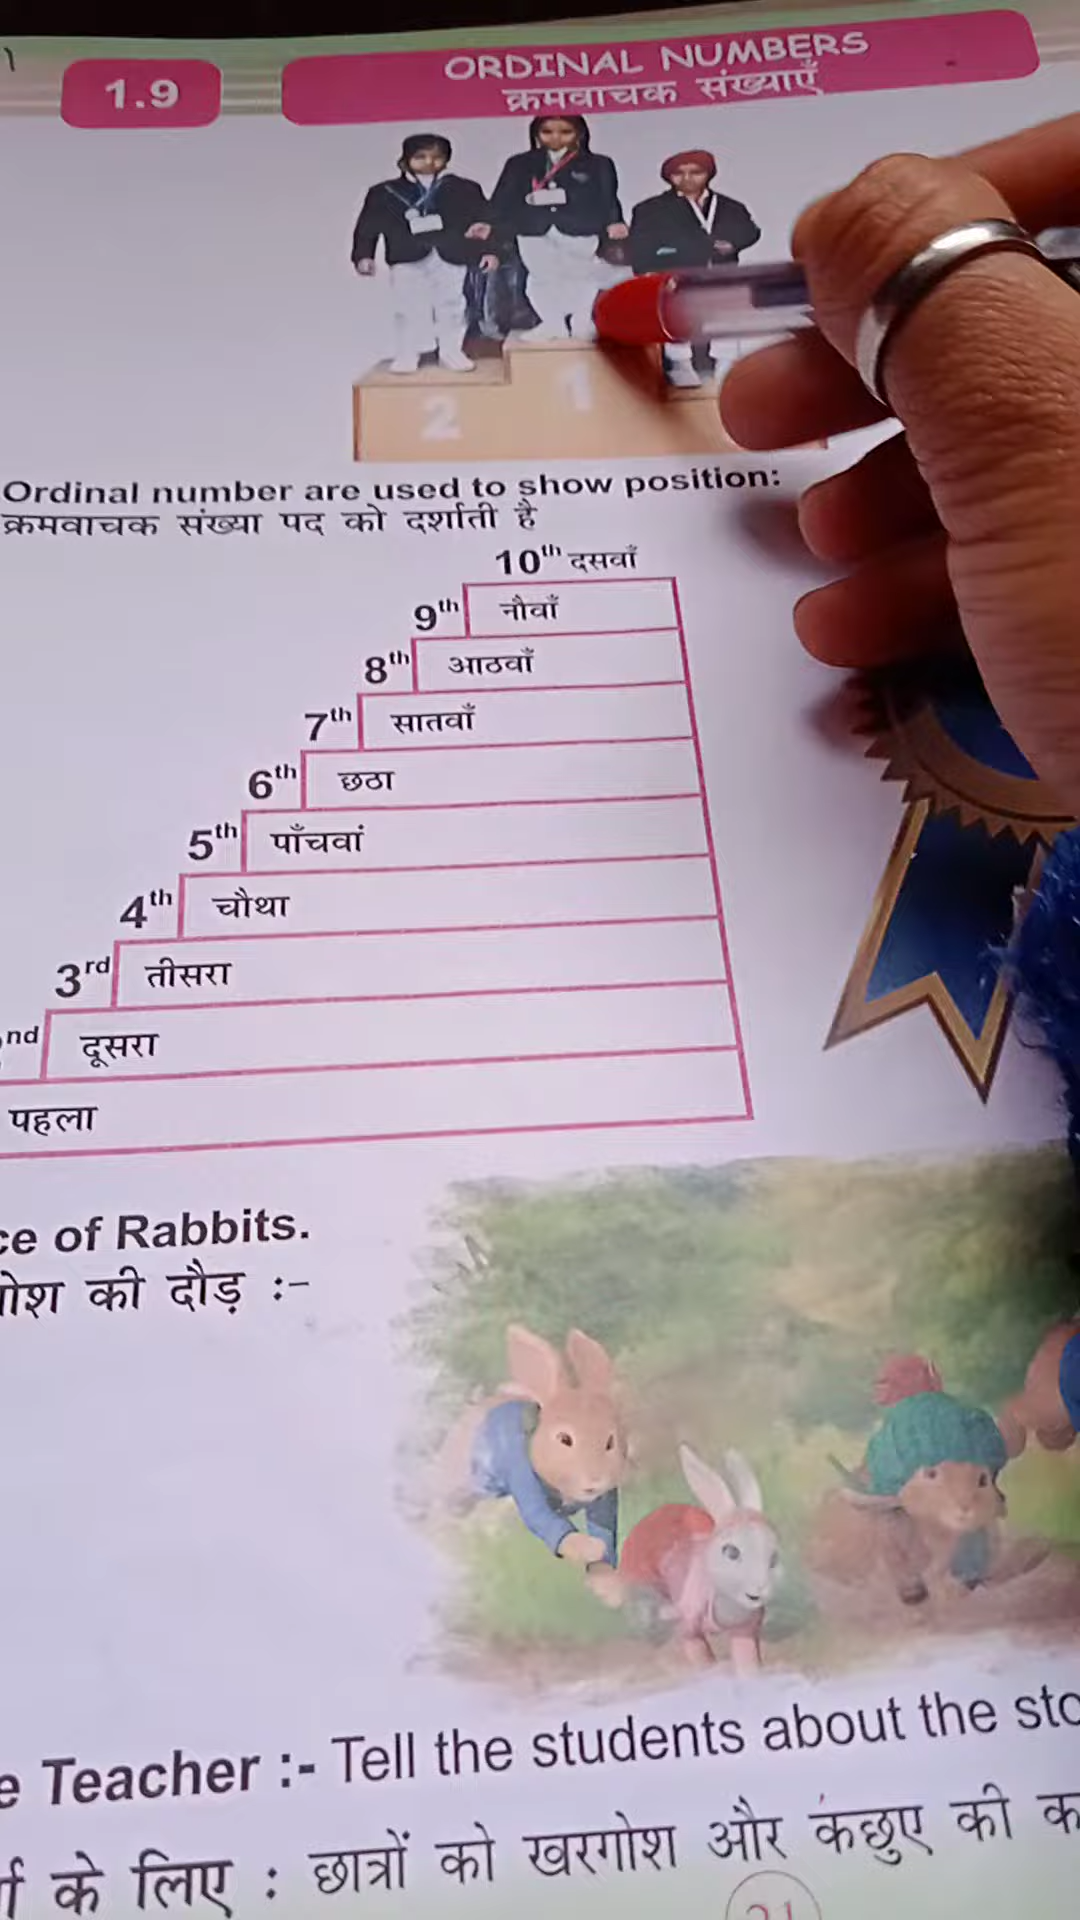 1.9
ORDINAL NUMBERS
क्रमवाचक संख्याएँ
2 1
Ordinal number are used to show position:
क्रमवाचक संख्या पद को दर्शाती है
10th दसवाँ
9th नौवाँ
8th आठवाँ
7th सातवाँ
6th छठा
5th पाँचवां
4th चौथा
3rd तीसरा
nd दूसरा
पहला
of Rabbits.
की दौड़ :-
Teacher :- Tell the students about the
के लिए : छात्रों को खरगोश और कछुए की